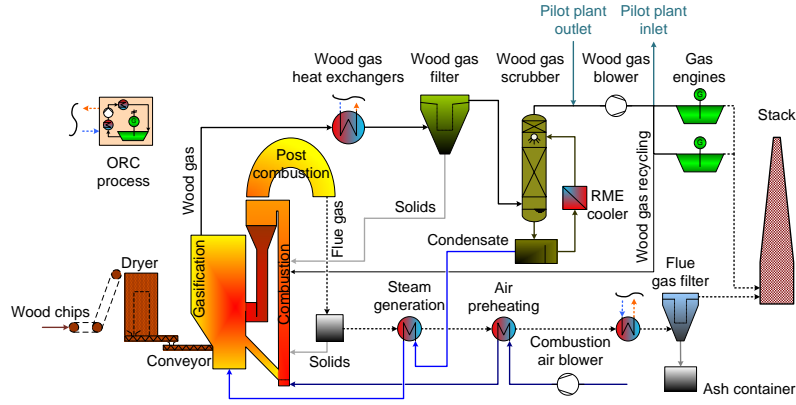 Pilot plant
outlet
Pilot plant
inlet
Wood gas
heat exchangers
Wood gas
filter
Wood gas
scrubber
Wood gas
blower
Gas
engines
G
G
Stack
ORC
process
G
Wood gas
Post
combustion
Flue gas
Solids
RME
cooler
Wood gas recycling
Condensate
Gasification
Combustion
Dryer
Wood chips
Conveyor
Steam
generation
Air
preheating
Flue
gas filter
Solids
Combustion
air blower
Ash container